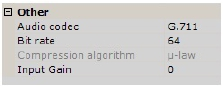 Other
Audio codec G.711
Bit rate 64
Compression algorithm µ-law
Input Gain 0